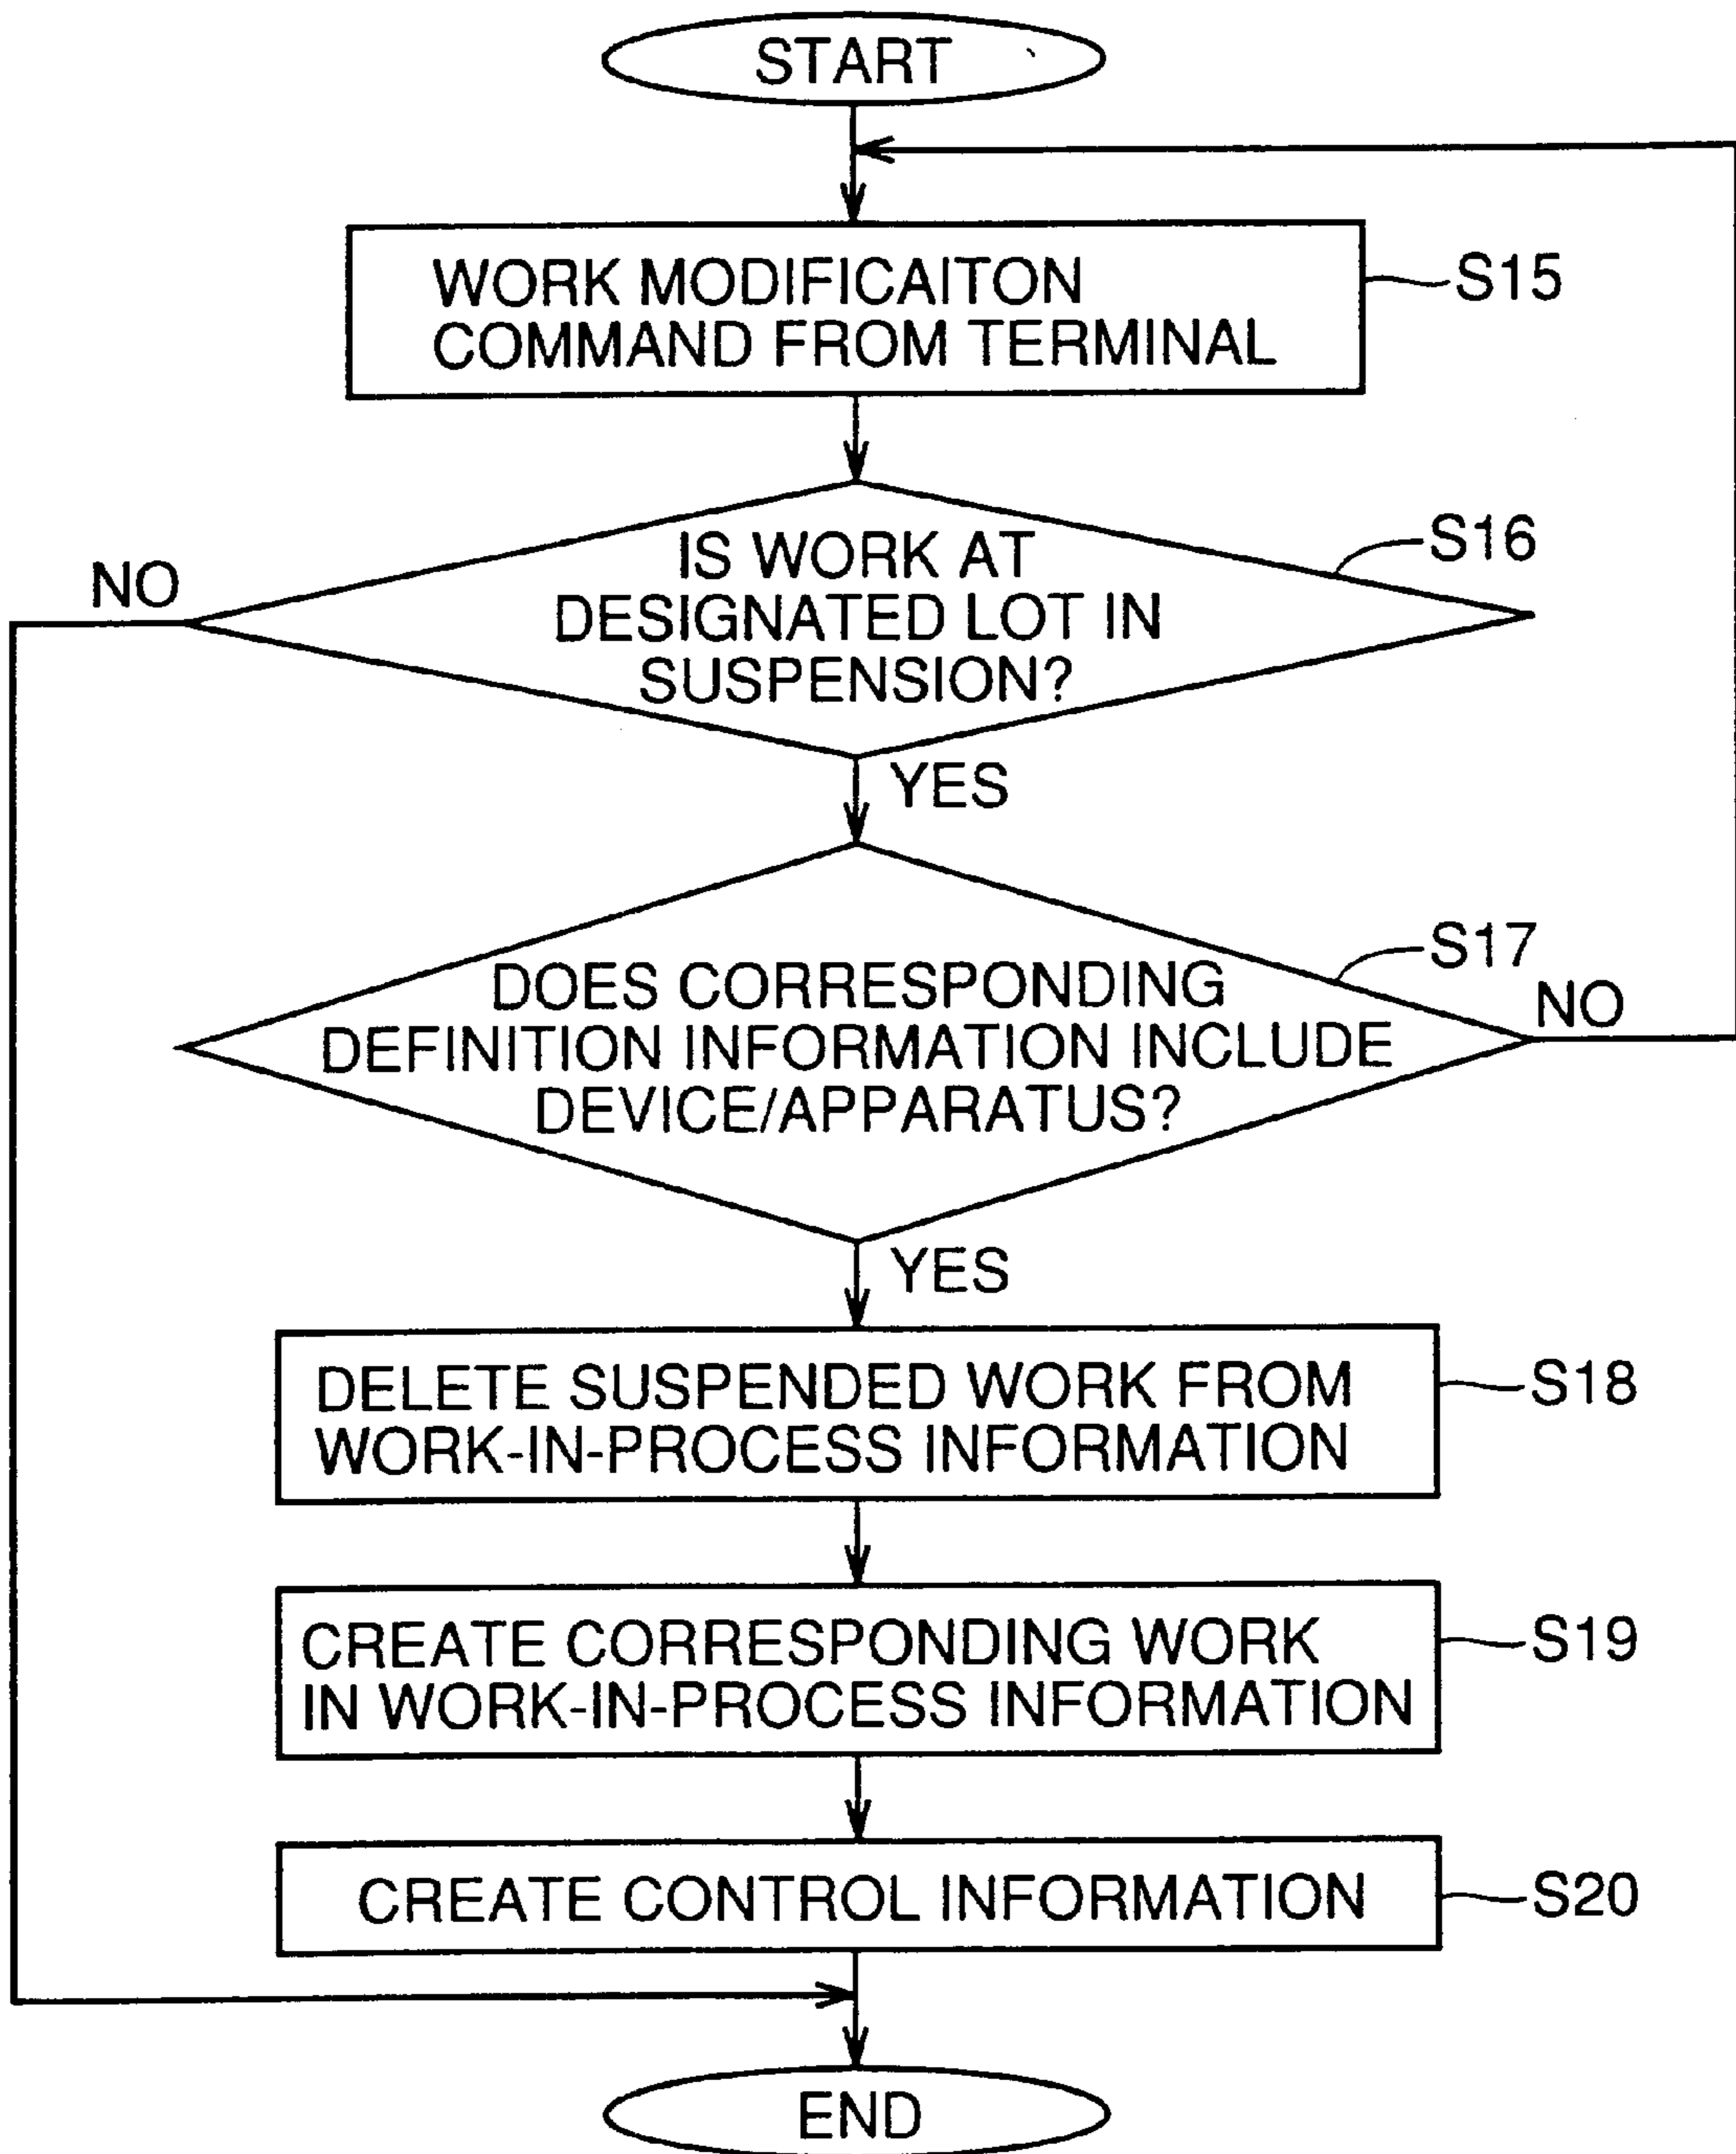 START
WORK MODIFICAITON
COMMAND FROM TERMINAL
S15
IS WORK AT
DESIGNATED LOT IN
SUSPENSION?
S16
NO
YES
DOES CORRESPONDING
DEFINITION INFORMATION INCLUDE
DEVICE/APPARATUS?
S17
NO
YES
DELETE SUSPENDED WORK FROM
WORK-IN-PROCESS INFORMATION
S18
CREATE CORRESPONDING WORK
IN WORK-IN-PROCESS INFORMATION
S19
CREATE CONTROL INFORMATION
S20
END